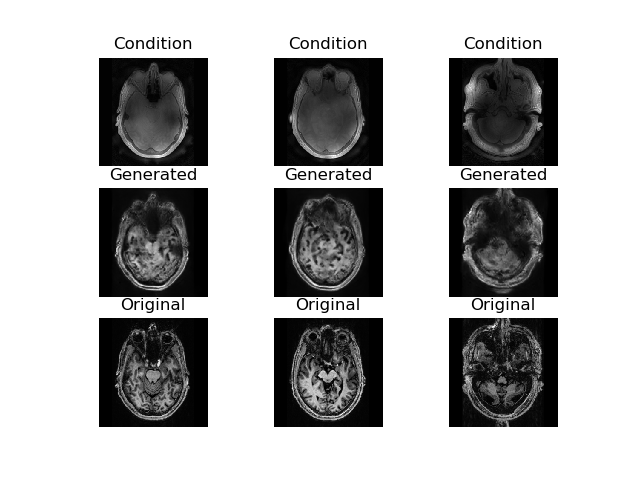 Condition Condition Condition
Generated Generated Generated
Original Original Original